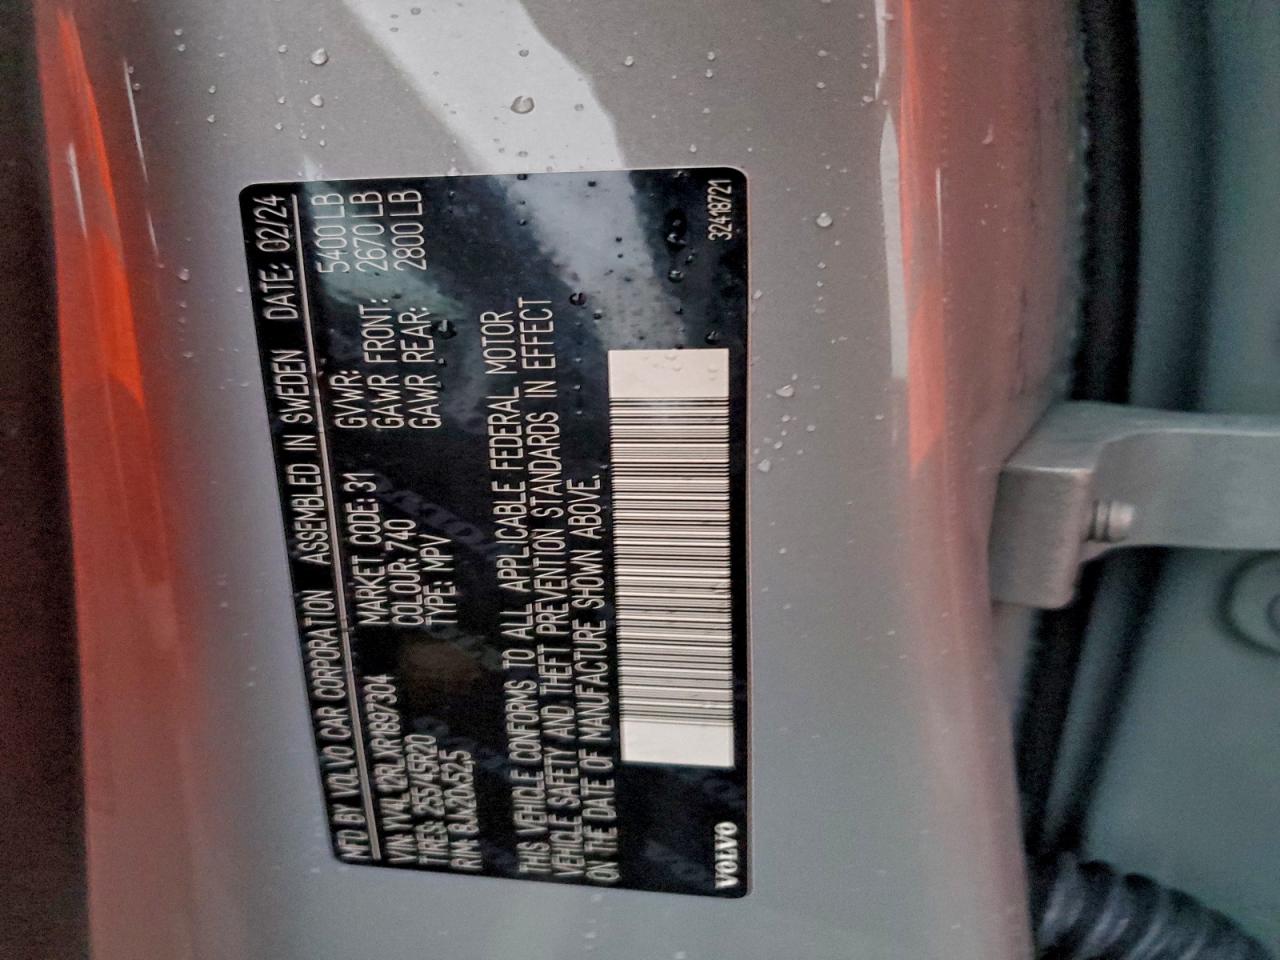 MFD BY VOLVO CAR CORPORATION ASSEMBLED IN SWEDEN DATE: 02/24
VIN: YV4L12RLXR1897304 MARKET CODE: 31 GVWR: 5400 LB
TIRES: 255/45R20 COLOUR: 740 GAWR FRONT: 2670 LB
RIM: 8Jx20x52,5 TYPE: MPV GAWR REAR: 2800 LB
THIS VEHICLE CONFORMS TO ALL APPLICABLE FEDERAL MOTOR
VEHICLE SAFETY AND THEFT PREVENTION STANDARDS IN EFFECT
ON THE DATE OF MANUFACTURE SHOWN ABOVE.
VOLVO 32418721